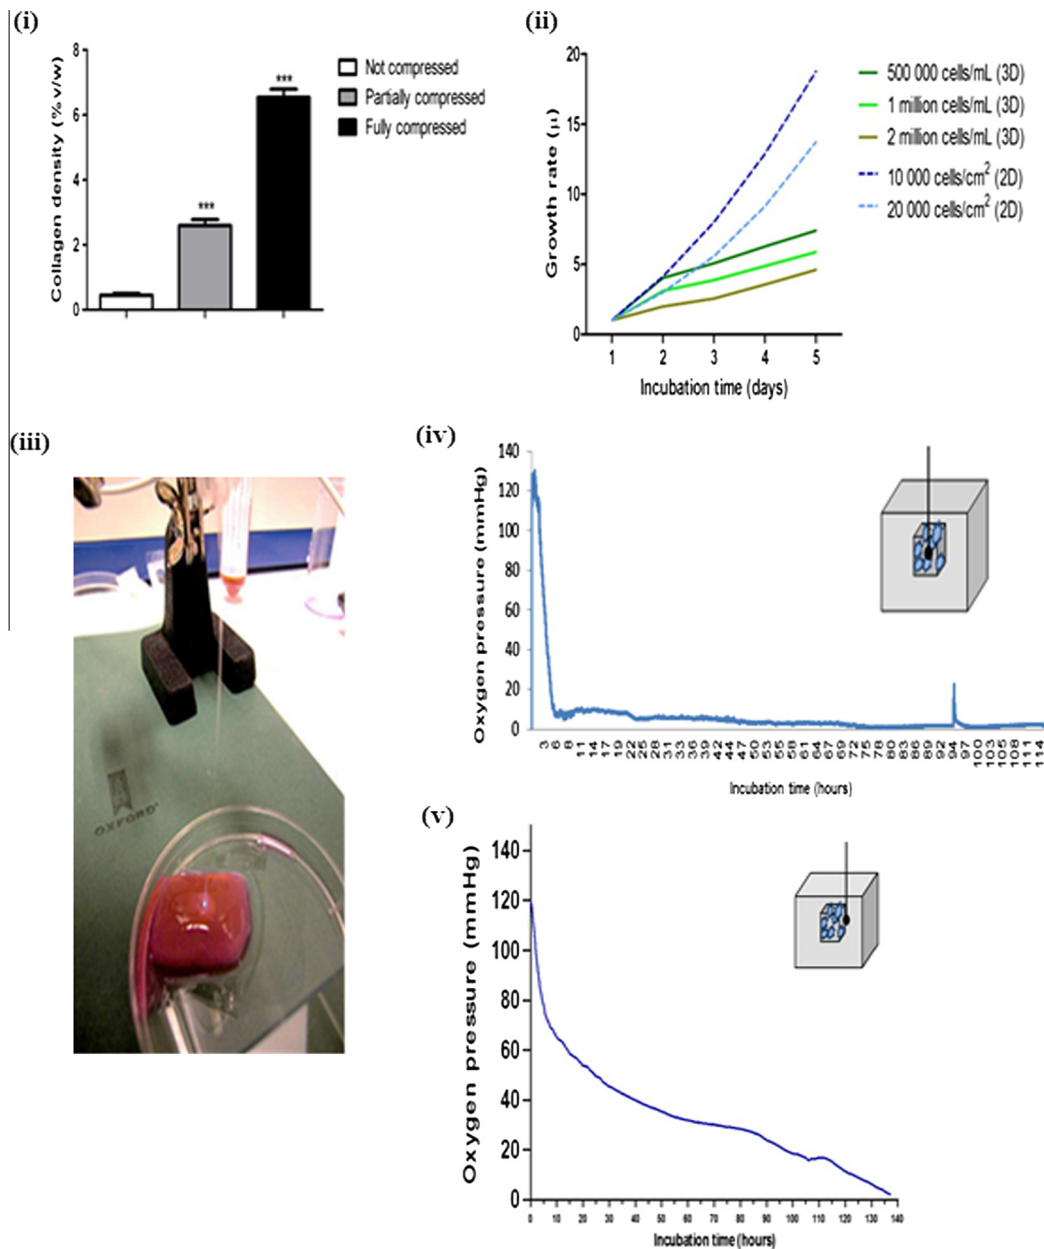 (i)
Collagen density (% v/w)
8
6
4
2
0
***
***
Not compressed
Partially compressed
Fully compressed
(ii)
Growth rate (μ)
20
15
10
5
0
1 2 3 4 5
Incubation time (days)
500 000 cells/mL (3D)
1 million cells/mL (3D)
2 million cells/mL (3D)
10 000 cells/cm² (2D)
20 000 cells/cm² (2D)
(iii)
OXFORD
(iv)
Oxygen pressure (mmHg)
140
120
100
80
60
40
20
0
3 6 8 11 14 17 19 22 25 28 31 33 36 39 42 44 47 50 53 55 58 61 64 67 69 72 75 78 80 83 86 89 92 94 97 100 103 105 108 111 114
Incubation time (hours)
(v)
Oxygen pressure (mmHg)
140
120
100
80
60
40
20
0
0 10 20 30 40 50 60 70 80 90 100 110 120 130 140
Incubation time (hours)